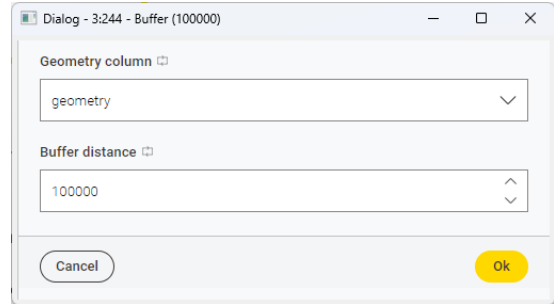 Dialog - 3:244 - Buffer (100000)
Geometry column
geometry
Buffer distance
100000
Cancel
Ok